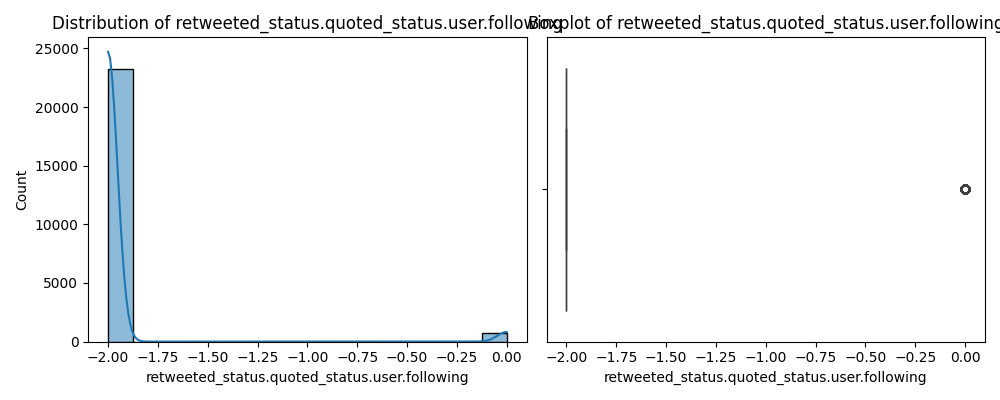 Distribution of retweeted_status.quoted_status.user.following
Boxplot of retweeted_status.quoted_status.user.following
25000
20000
15000
10000
5000
0
Count
−2.00 −1.75 −1.50 −1.25 −1.00 −0.75 −0.50 −0.25 0.00
retweeted_status.quoted_status.user.following
−2.00 −1.75 −1.50 −1.25 −1.00 −0.75 −0.50 −0.25 0.00
retweeted_status.quoted_status.user.following